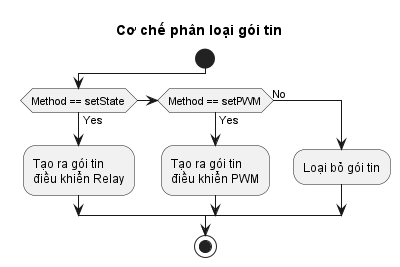 Cơ chế phân loại gói tin
Method == setState
Method == setPWM
No
Yes
Yes
Tạo ra gói tin
điều khiển Relay
Tạo ra gói tin
điều khiển PWM
Loại bỏ gói tin